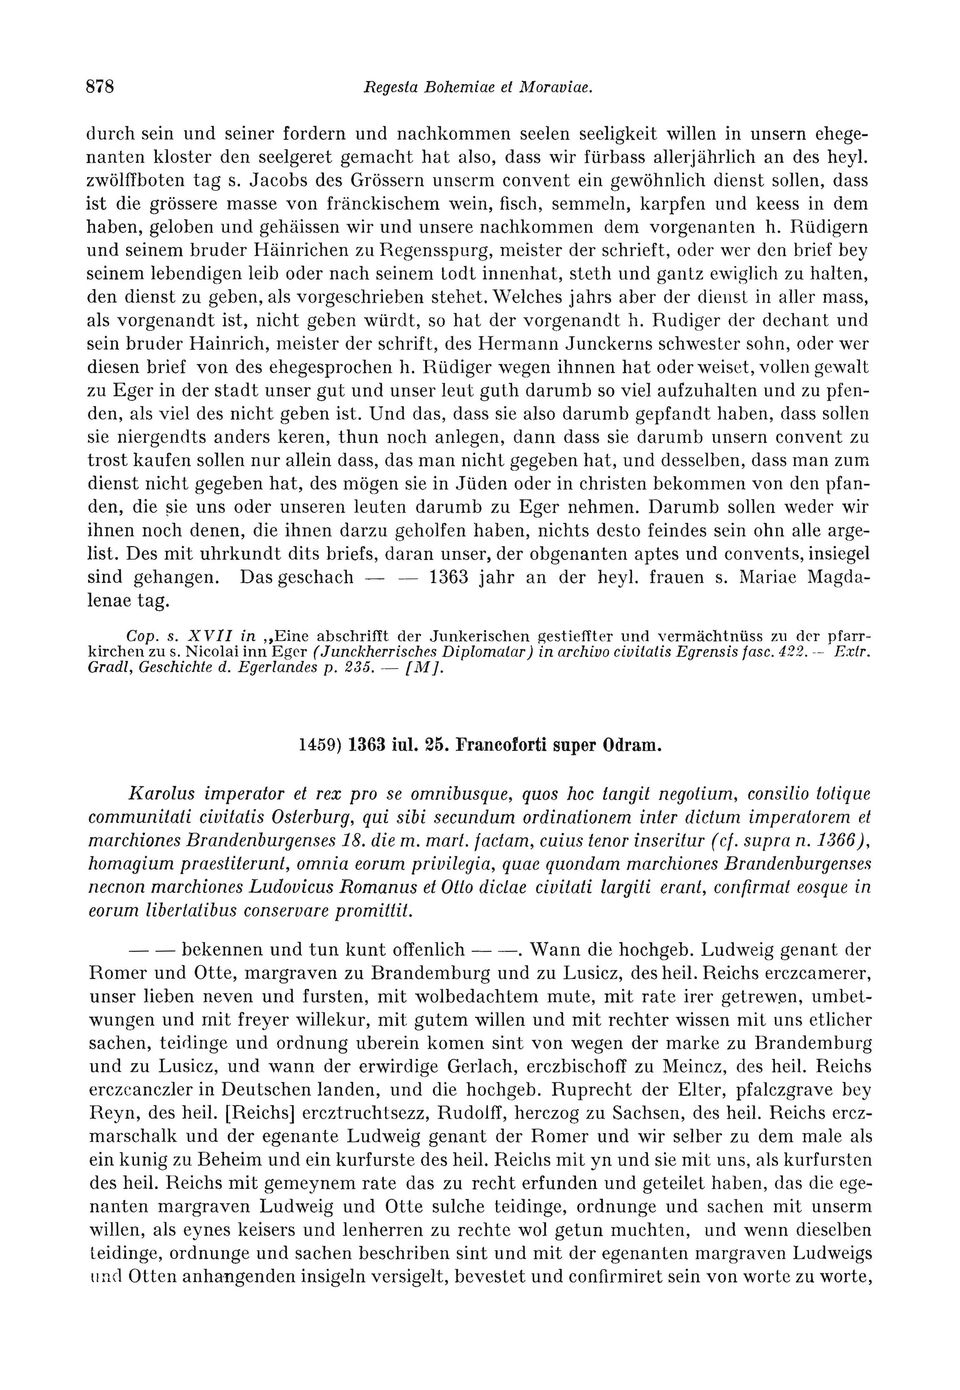 878 Regesta Bohemiae et Moraviae.
durch sein und seiner fordern und nachkommen seelen seeligkeit willen in unsern ehege-
nanten kloster den seelgeret gemacht hat also, dass wir fürbass allerjährlich an des heyl.
zwölffboten tag s. Jacobs des Grössern unserm convent ein gewöhnlich dienst sollen, dass
ist die grössere masse von fränckischem wein, fisch, semmeln, karpfen und keess in dem
haben, geloben und gehäissen wir und unsere nachkommen dem vorgenanten h. Rüdigern
und seinem bruder Häinrichen zu Regensspurg, meister der schrieft, oder wer den brief bey
seinem lebendigen leib oder nach seinem todt innenhat, steth und gantz ewiglich zu halten,
den dienst zu geben, als vorgeschrieben stehet. Welches jahrs aber der dienst in aller mass,
als vorgenandt ist, nicht geben würdt, so hat der vorgenandt h. Rudiger der dechant und
sein bruder Hainrich, meister der schrift, des Hermann Junckerns schwester sohn, oder wer
diesen brief von des ehegesprochen h. Rüdiger wegen ihnnen hat oder weiset, vollen gewalt
zu Eger in der stadt unser gut und unser leut guth darumb so viel aufzuhalten und zu pfen-
den, als viel des nicht geben ist. Und das, dass sie also darumb gepfandt haben, dass sollen
sie niergendts anders keren, thun noch anlegen, dann dass sie darumb unsern convent zu
trost kaufen sollen nur allein dass, das man nicht gegeben hat, und desselben, dass man zum
dienst nicht gegeben hat, des mögen sie in Jüden oder in christen bekommen von den pfan-
den, die sie uns oder unseren leuten darumb zu Eger nehmen. Darumb sollen weder wir
ihnen noch denen, die ihnen darzu geholfen haben, nichts desto feindes sein ohn alle arge-
list. Des mit uhrkundt dits briefs, daran unser, der obgenanten aptes und convents, insiegel
sind gehangen. Das geschach — — 1363 jahr an der heyl. frauen s. Mariae Magda-
lenae tag.
Cop. s. XVII in „Eine abschrifft der Junkerischen gestieffter und vermächtnüss zu der pfarr-
kirchen zu s. Nicolai inn Eger (Junckherrisches Diplomatar) in archivo civitatis Egrensis fasc. 422. — Extr.
Gradl, Geschichte d. Egerlandes p. 235. — [M].
1459) 1363 iul. 25. Francoforti super Odram.
Karolus imperator et rex pro se omnibusque, quos hoc tangit negotium, consilio totique
communitati civitatis Osterburg, qui sibi secundum ordinationem inter dictum imperatorem et
marchiones Brandenburgenses 18. die m. mart. factam, cuius tenor inseritur (cf. supra n. 1366),
homagium praestiterunt, omnia eorum privilegia, quae quondam marchiones Brandenburgenses
necnon marchiones Ludovicus Romanus et Otto dictae civitati largiti erant, confirmat eosque in
eorum libertatibus conservare promittit.
— — bekennen und tun kunt offenlich — —. Wann die hochgeb. Ludweig genant der
Romer und Otte, margraven zu Brandemburg und zu Lusicz, des heil. Reichs erczcamerer,
unser lieben neven und fursten, mit wolbedachtem mute, mit rate irer getrewen, umbet-
wungen und mit freyer willekur, mit gutem willen und mit rechter wissen mit uns etlicher
sachen, teidinge und ordnung uberein komen sint von wegen der marke zu Brandemburg
und zu Lusicz, und wann der erwirdige Gerlach, erczbischoff zu Meincz, des heil. Reichs
erczcanczler in Deutschen landen, und die hochgeb. Ruprecht der Elter, pfalczgrave bey
Reyn, des heil. [Reichs] ercztruchtsezz, Rudolff, herczog zu Sachsen, des heil. Reichs ercz-
marschalk und der egenante Ludweig genant der Romer und wir selber zu dem male als
ein kunig zu Beheim und ein kurfurste des heil. Reichs mit yn und sie mit uns, als kurfursten
des heil. Reichs mit gemeynem rate das zu recht erfunden und geteilet haben, das die ege-
nanten margraven Ludweig und Otte sulche teidinge, ordnunge und sachen mit unserm
willen, als eynes keisers und lenherren zu rechte wol getun muchten, und wenn dieselben
teidinge, ordnunge und sachen beschriben sint und mit der egenanten margraven Ludweigs
und Otten anhangenden insigeln versigelt, bevestet und confirmiret sein von worte zu worte,